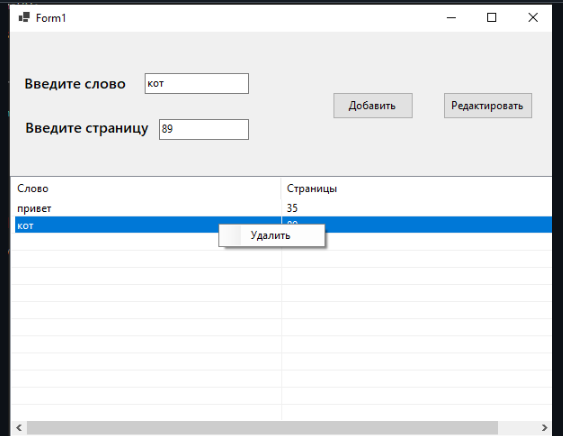 Form1
Введите слово кот
Добавить Редактировать
Введите страницу 89
Слово Страницы
привет 35
кот
Удалить